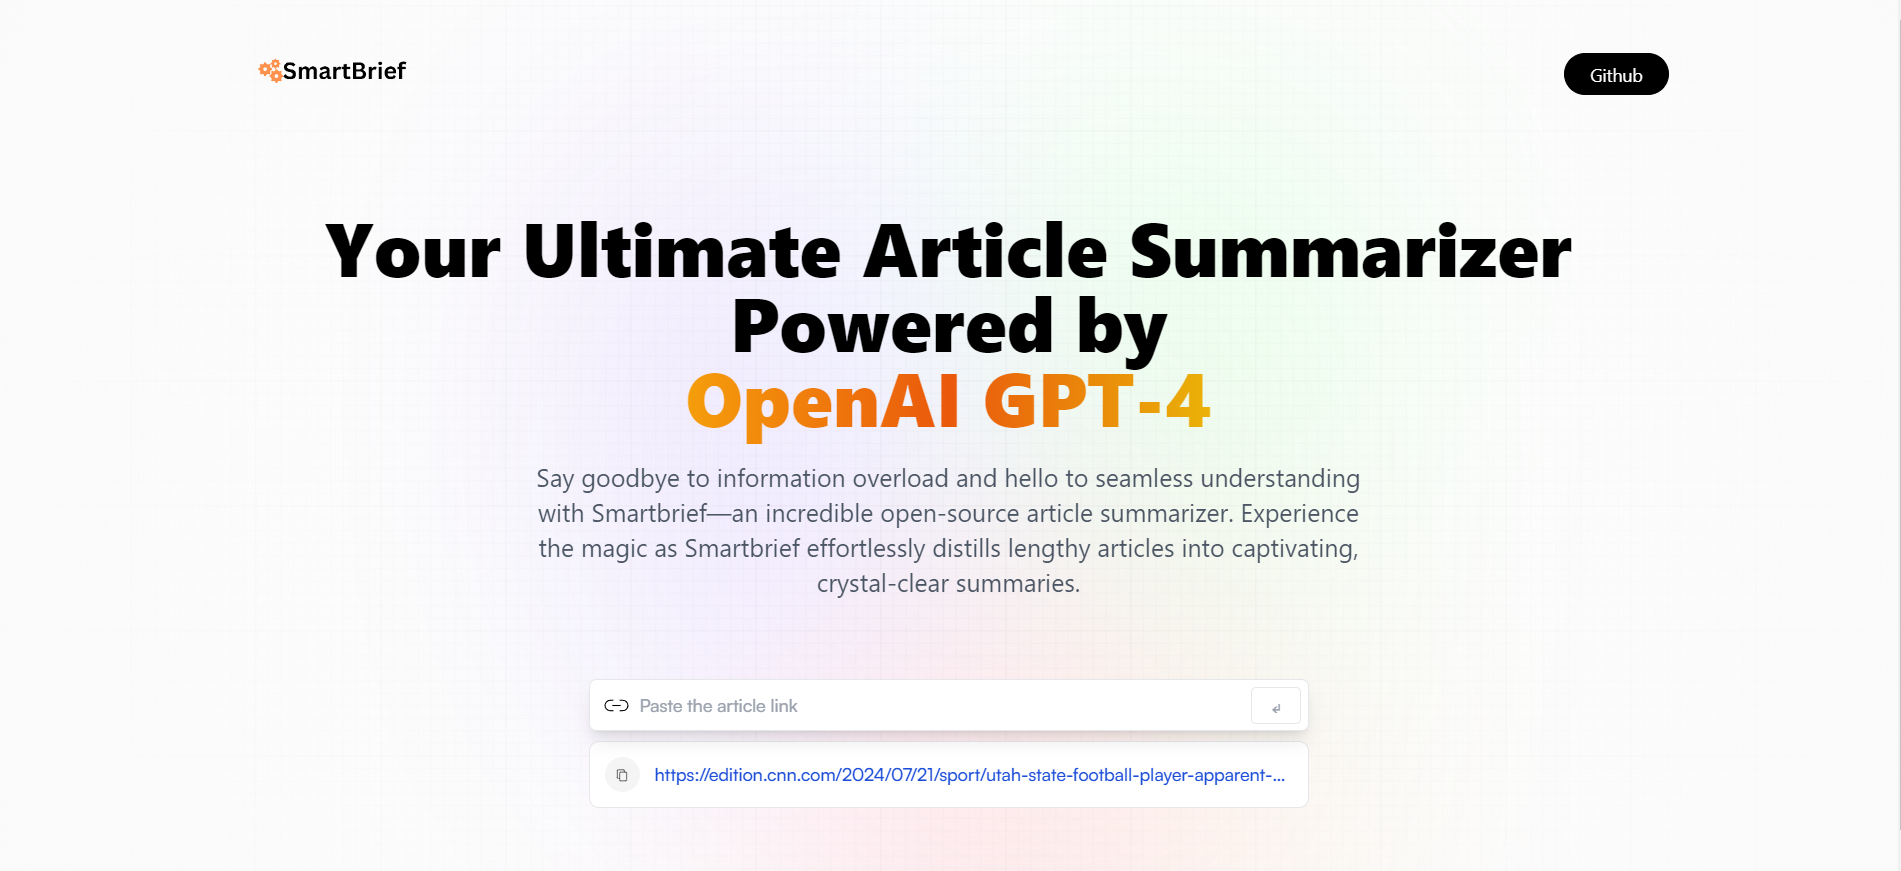 SmartBrief
Github
Your Ultimate Article Summarizer
Powered by
OpenAI GPT-4
Say goodbye to information overload and hello to seamless understanding
with Smartbrief—an incredible open-source article summarizer. Experience
the magic as Smartbrief effortlessly distills lengthy articles into captivating,
crystal-clear summaries.
Paste the article link
https://edition.cnn.com/2024/07/21/sport/utah-state-football-player-apparent-...